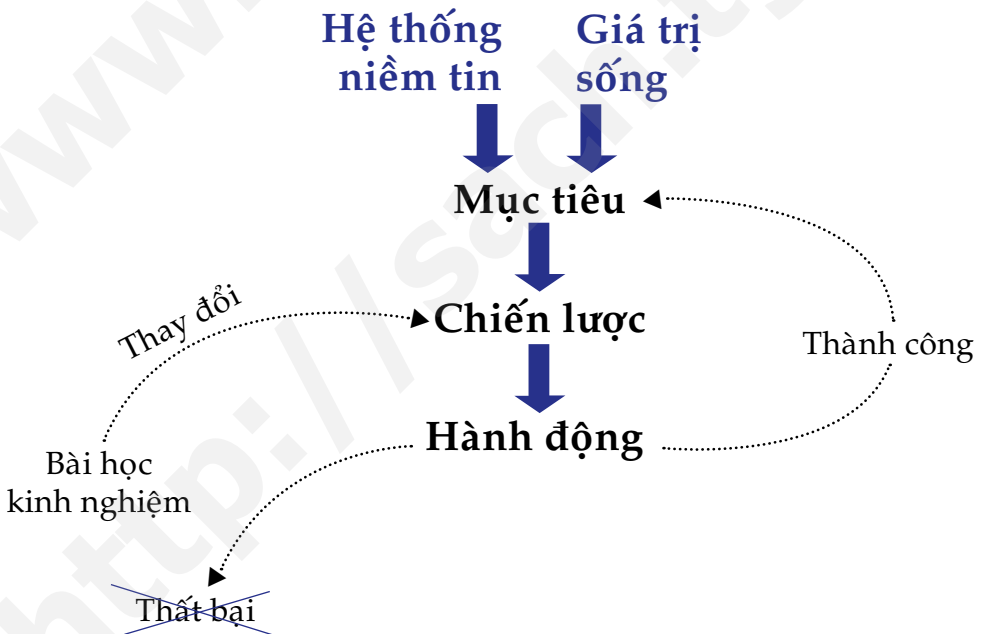 Hệ thống
niềm tin
Giá trị
sống
Mục tiêu
Thay đổi
Chiến lược
Thành công
Hành động
Bài học
kinh nghiệm
Thất bại